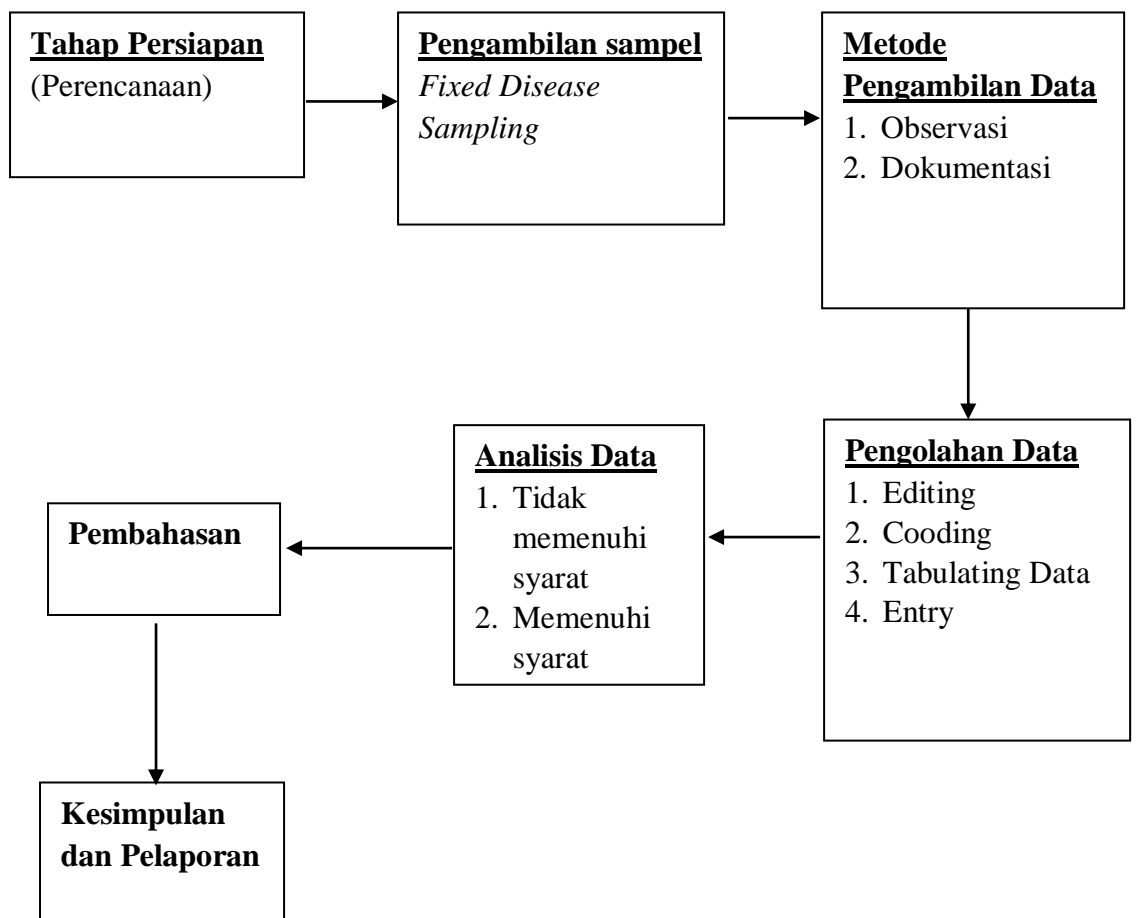 Tahap Persiapan
(Perencanaan)
Pengambilan sampel
Fixed Disease
Sampling
Metode
Pengambilan Data
1. Observasi
2. Dokumentasi
Pengolahan Data
1. Editing
2. Cooding
3. Tabulating Data
4. Entry
Analisis Data
1. Tidak
memenuhi
syarat
2. Memenuhi
syarat
Pembahasan
Kesimpulan
dan Pelaporan